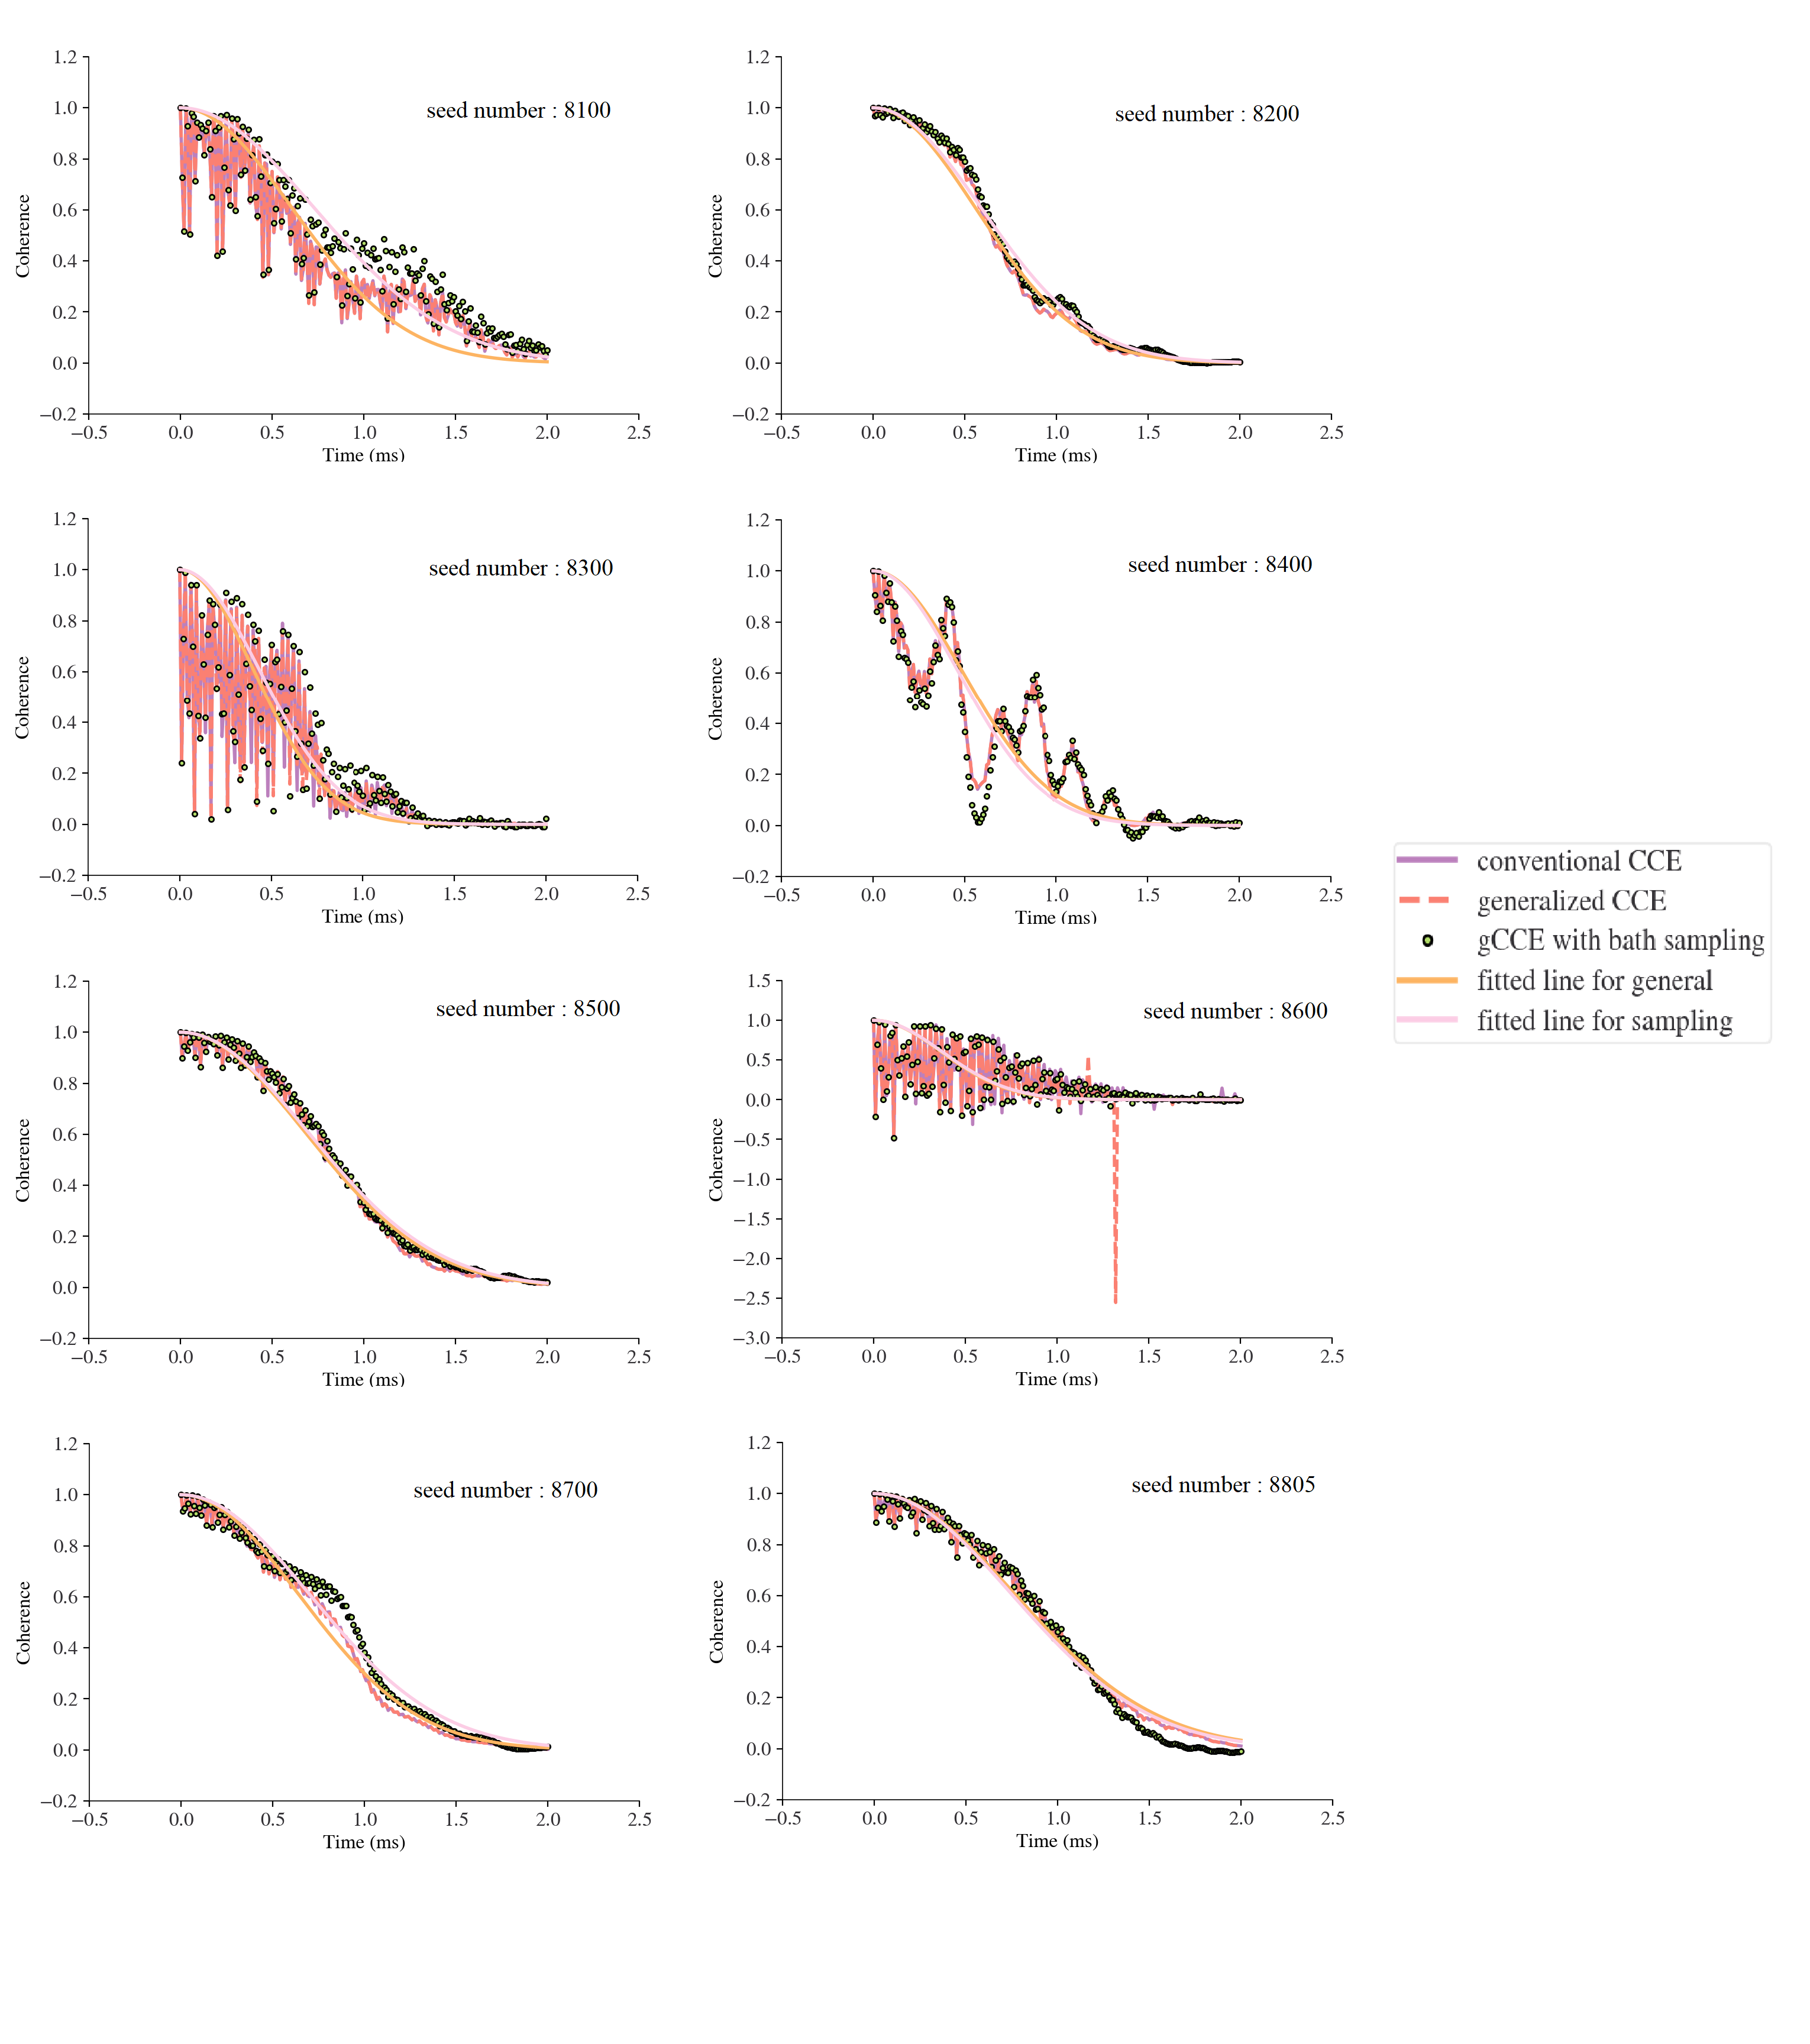 seed number : 8100
1.2
1.0
0.8
0.6
0.4
0.2
0.0
−0.2
Coherence
−0.5 0.0 0.5 1.0 1.5 2.0 2.5
Time (ms)
seed number : 8200
1.2
1.0
0.8
0.6
0.4
0.2
0.0
−0.2
Coherence
−0.5 0.0 0.5 1.0 1.5 2.0 2.5
Time (ms)
seed number : 8300
1.2
1.0
0.8
0.6
0.4
0.2
0.0
−0.2
Coherence
−0.5 0.0 0.5 1.0 1.5 2.0 2.5
Time (ms)
seed number : 8400
1.2
1.0
0.8
0.6
0.4
0.2
0.0
−0.2
Coherence
−0.5 0.0 0.5 1.0 1.5 2.0 2.5
Time (ms)
conventional CCE
generalized CCE
gCCE with bath sampling
fitted line for general
fitted line for sampling
seed number : 8500
1.2
1.0
0.8
0.6
0.4
0.2
0.0
−0.2
Coherence
−0.5 0.0 0.5 1.0 1.5 2.0 2.5
Time (ms)
seed number : 8600
1.5
1.0
0.5
0.0
−0.5
−1.0
−1.5
−2.0
−2.5
−3.0
Coherence
−0.5 0.0 0.5 1.0 1.5 2.0 2.5
Time (ms)
seed number : 8700
1.2
1.0
0.8
0.6
0.4
0.2
0.0
−0.2
Coherence
−0.5 0.0 0.5 1.0 1.5 2.0 2.5
Time (ms)
seed number : 8805
1.2
1.0
0.8
0.6
0.4
0.2
0.0
−0.2
Coherence
−0.5 0.0 0.5 1.0 1.5 2.0 2.5
Time (ms)